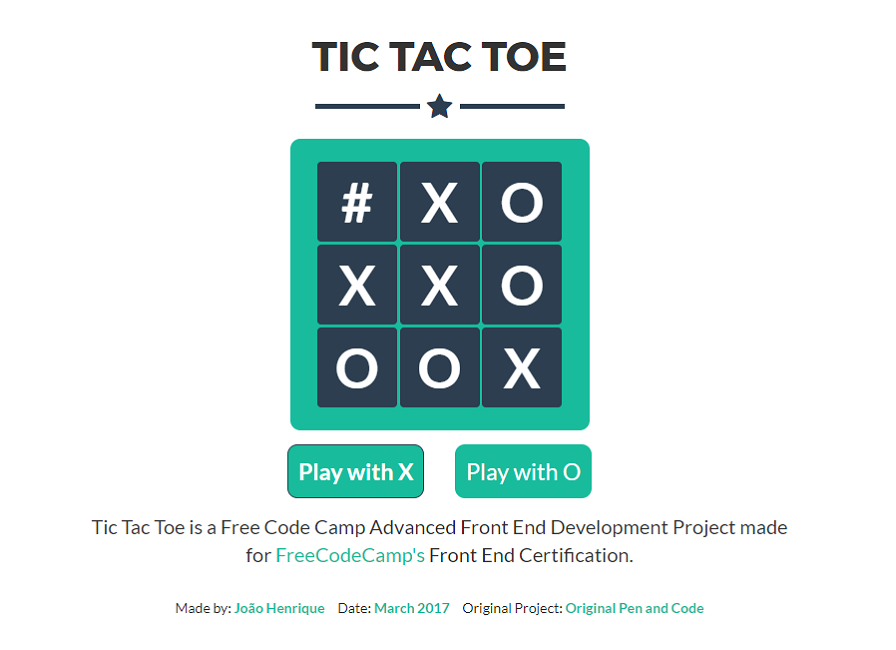 TIC TAC TOE
# X O
X X O
O O X
Play with X Play with O
Tic Tac Toe is a Free Code Camp Advanced Front End Development Project made
for FreeCodeCamp's Front End Certification.
Made by: João Henrique Date: March 2017 Original Project: Original Pen and Code